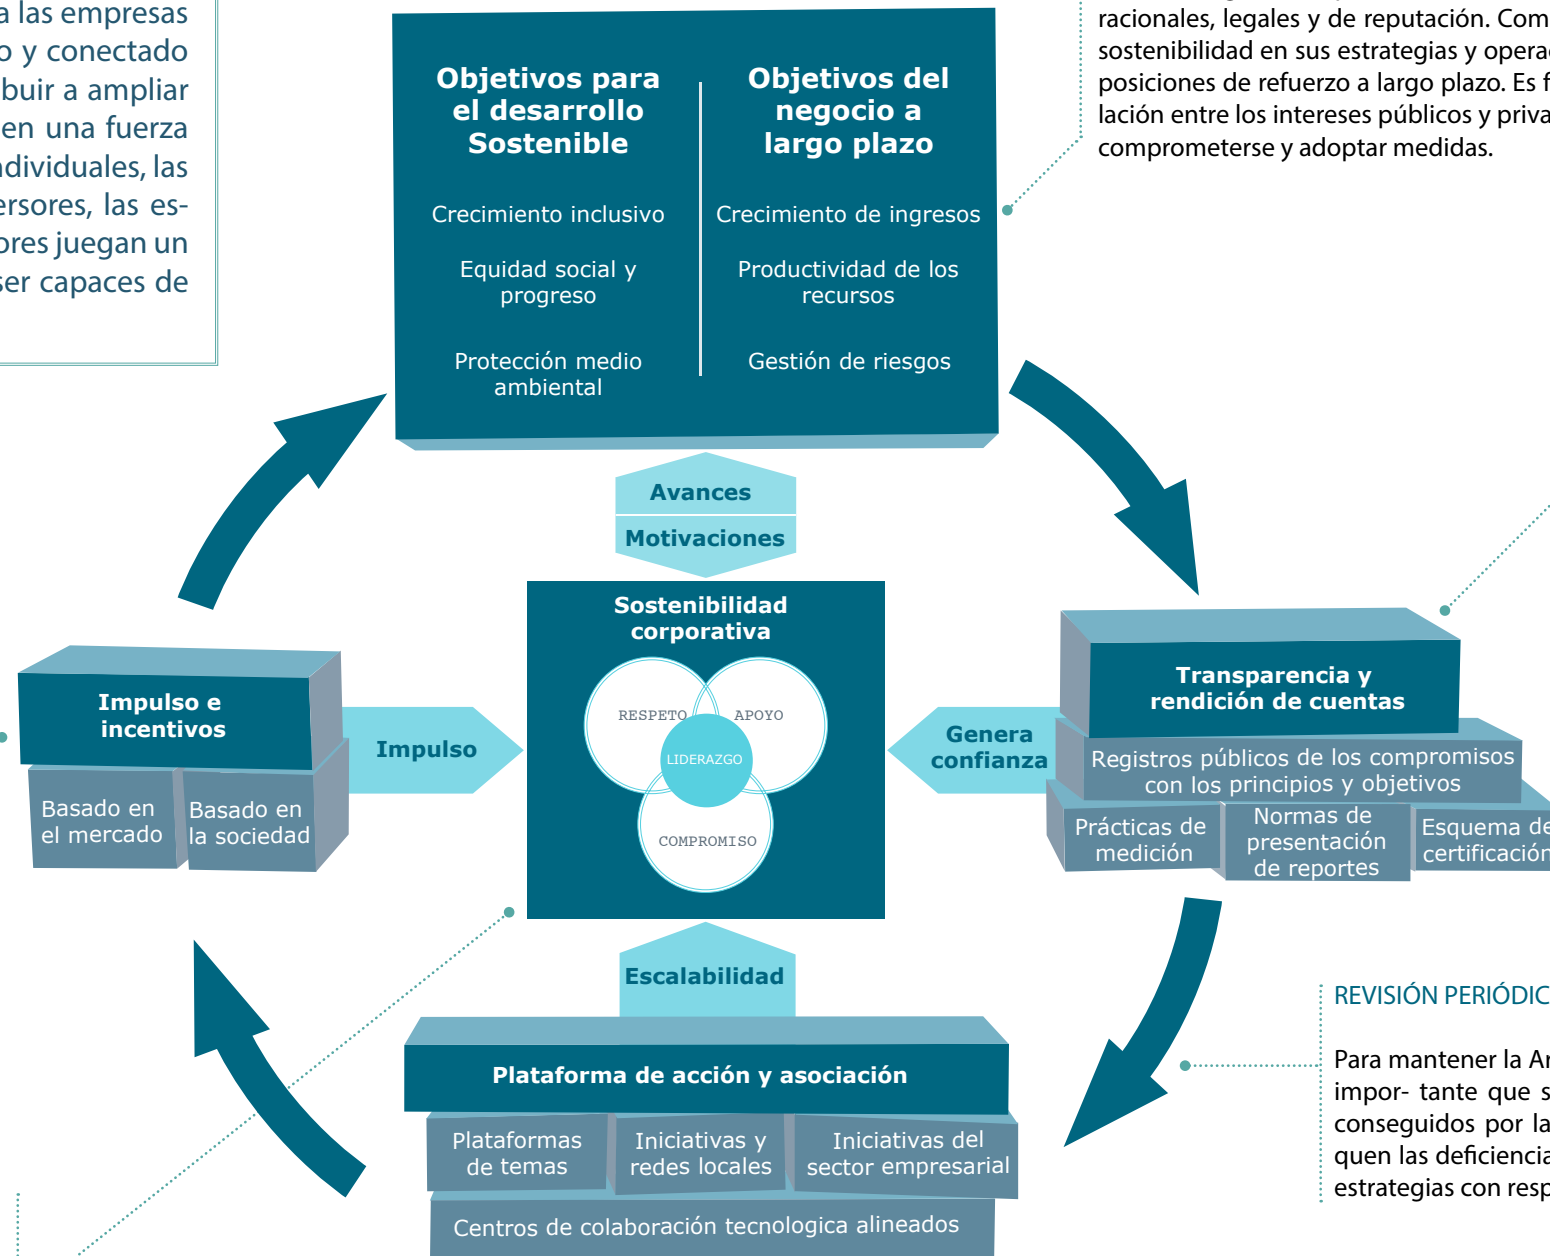 a las empresas
o y conectado
buir a ampliar
en una fuerza
ndividuales, las
ersores, las es-
ores juegan un
ser capaces de
Objetivos para
el desarrollo
Sostenible
Crecimiento inclusivo
Equidad social y
progreso
Protección medio
ambiental
Objetivos del
negocio a
largo plazo
Crecimiento de ingresos
Productividad de los
recursos
Gestión de riesgos
racionales, legales y de reputación. Com
sostenibilidad en sus estrategias y opera
posiciones de refuerzo a largo plazo. Es f
lación entre los intereses públicos y priva
comprometerse y adoptar medidas.
Avances
Motivaciones
Sostenibilidad
corporativa
RESPETO
APOYO
LIDERAZGO
COMPROMISO
Impulso e
incentivos
Basado en
el mercado
Basado en
la sociedad
Impulso
Genera
confianza
Transparencia y
rendición de cuentas
Registros públicos de los compromisos
con los principios y objetivos
Prácticas de
medición
Normas de
presentación
de reportes
Esquema de
certificación
Escalabilidad
Plataforma de acción y asociación
Plataformas
de temas
Iniciativas y
redes locales
Iniciativas del
sector empresarial
Centros de colaboración tecnologica alineados
REVISIÓN PERIÓDIC
Para mantener la Ar
impor- tante que s
conseguidos por la
quen las deficiencia
estrategias con resp